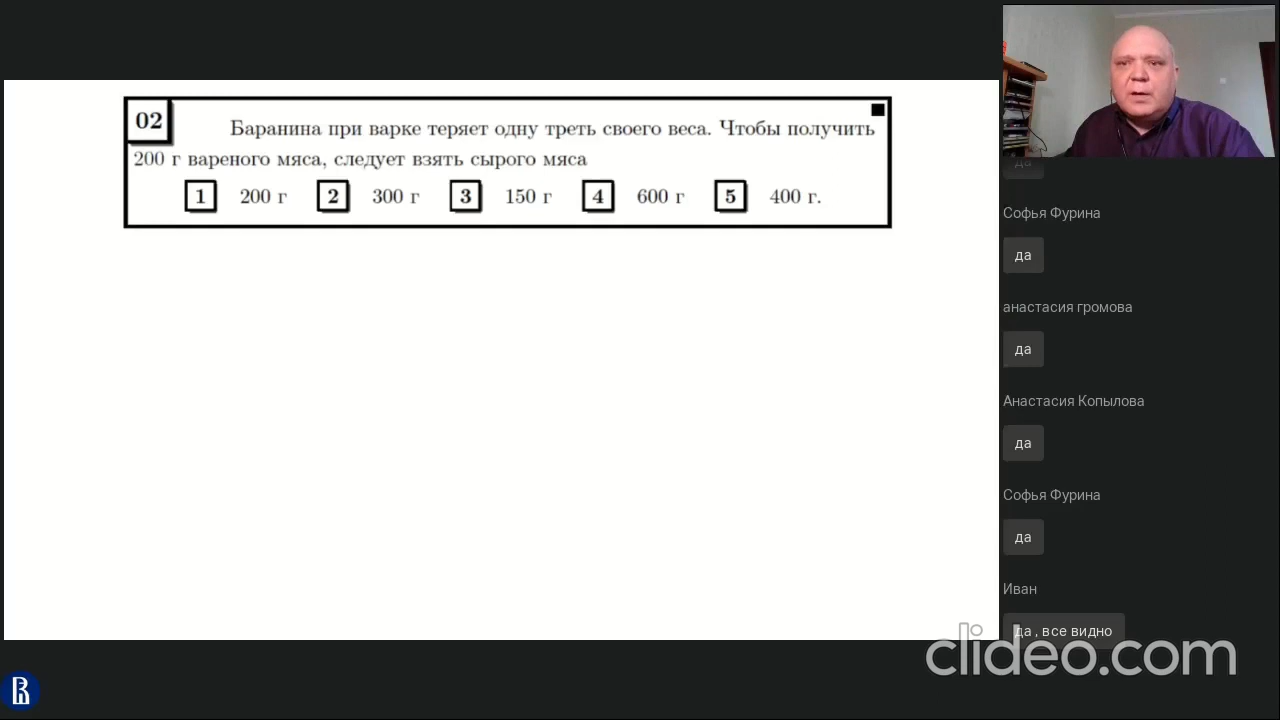 02
Баранина при варке теряет одну треть своего веса. Чтобы получить
200 г вареного мяса, следует взять сырого мяса
1 200 г 2 300 г 3 150 г 4 600 г 5 400 г.
да
Софья Фурина
да
анастасия громова
да
Анастасия Копылова
да
Софья Фурина
да
Иван
да , все видно
clideo.com